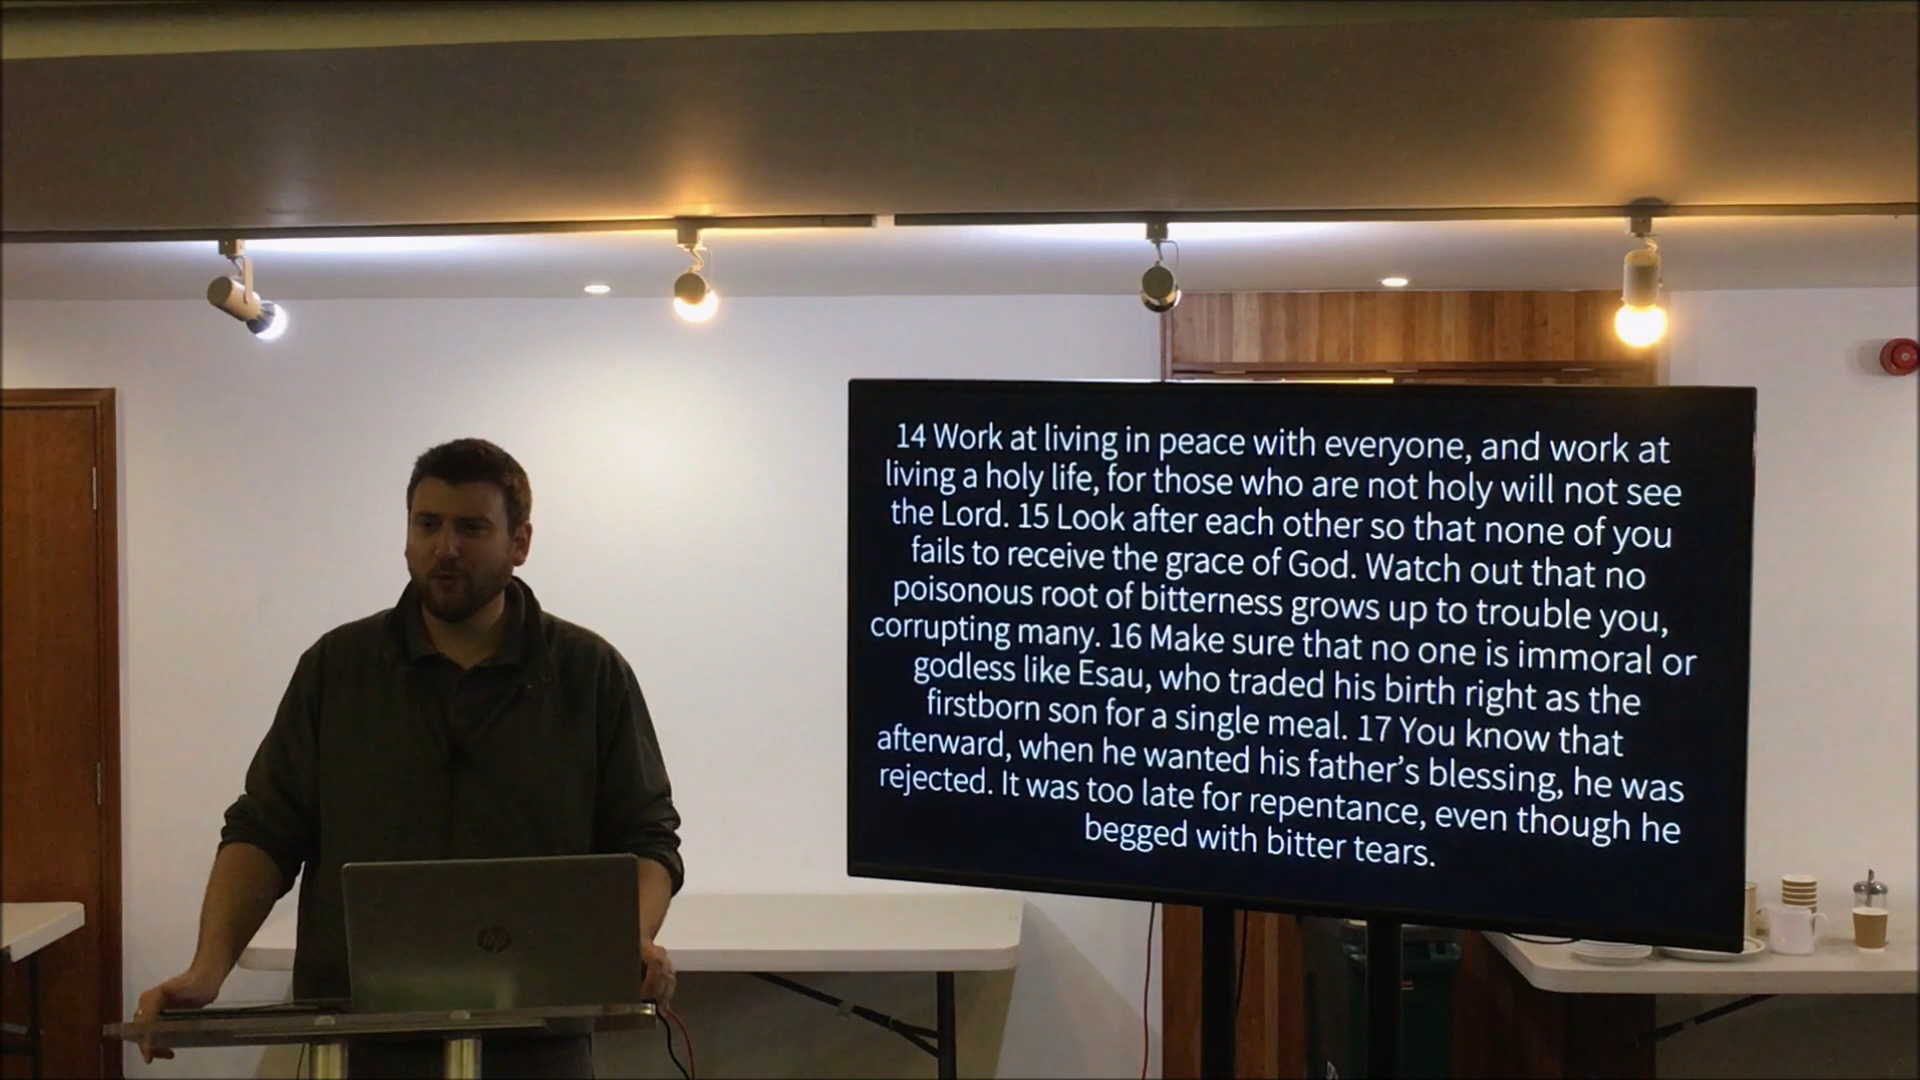 14 Work at living in peace with everyone, and work at
living a holy life, for those who are not holy will not see
the Lord. 15 Look after each other so that none of you
fails to receive the grace of God. Watch out that no
poisonous root of bitterness grows up to trouble you,
corrupting many. 16 Make sure that no one is immoral or
godless like Esau, who traded his birth right as the
firstborn son for a single meal. 17 You know that
afterward, when he wanted his father’s blessing, he was
rejected. It was too late for repentance, even though he
begged with bitter tears.
hp